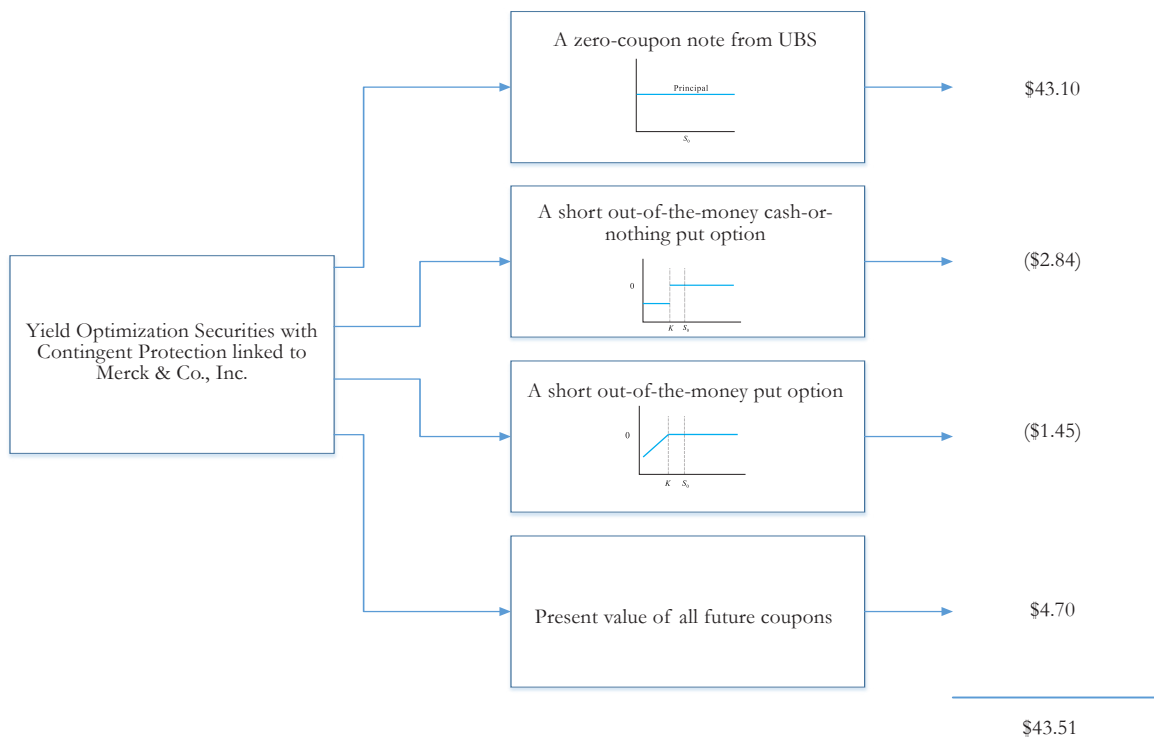 A zero-coupon note from UBS
Principal
S₀
$43.10
A short out-of-the-money cash-or-
nothing put option
0
K S₀
($2.84)
Yield Optimization Securities with
Contingent Protection linked to
Merck & Co., Inc.
A short out-of-the-money put option
0
K S₀
($1.45)
Present value of all future coupons
$4.70
$43.51